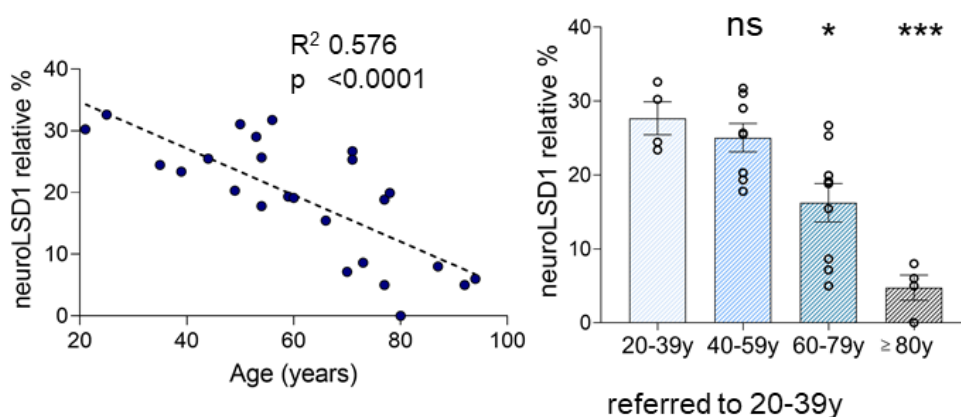 R² 0.576
p <0.0001
neuroLSD1 relative %
40
30
20
10
0
20
40
60
80
100
Age (years)
ns
*
***
neuroLSD1 relative %
40
30
20
10
0
20-39y
40-59y
60-79y
≥ 80y
referred to 20-39y